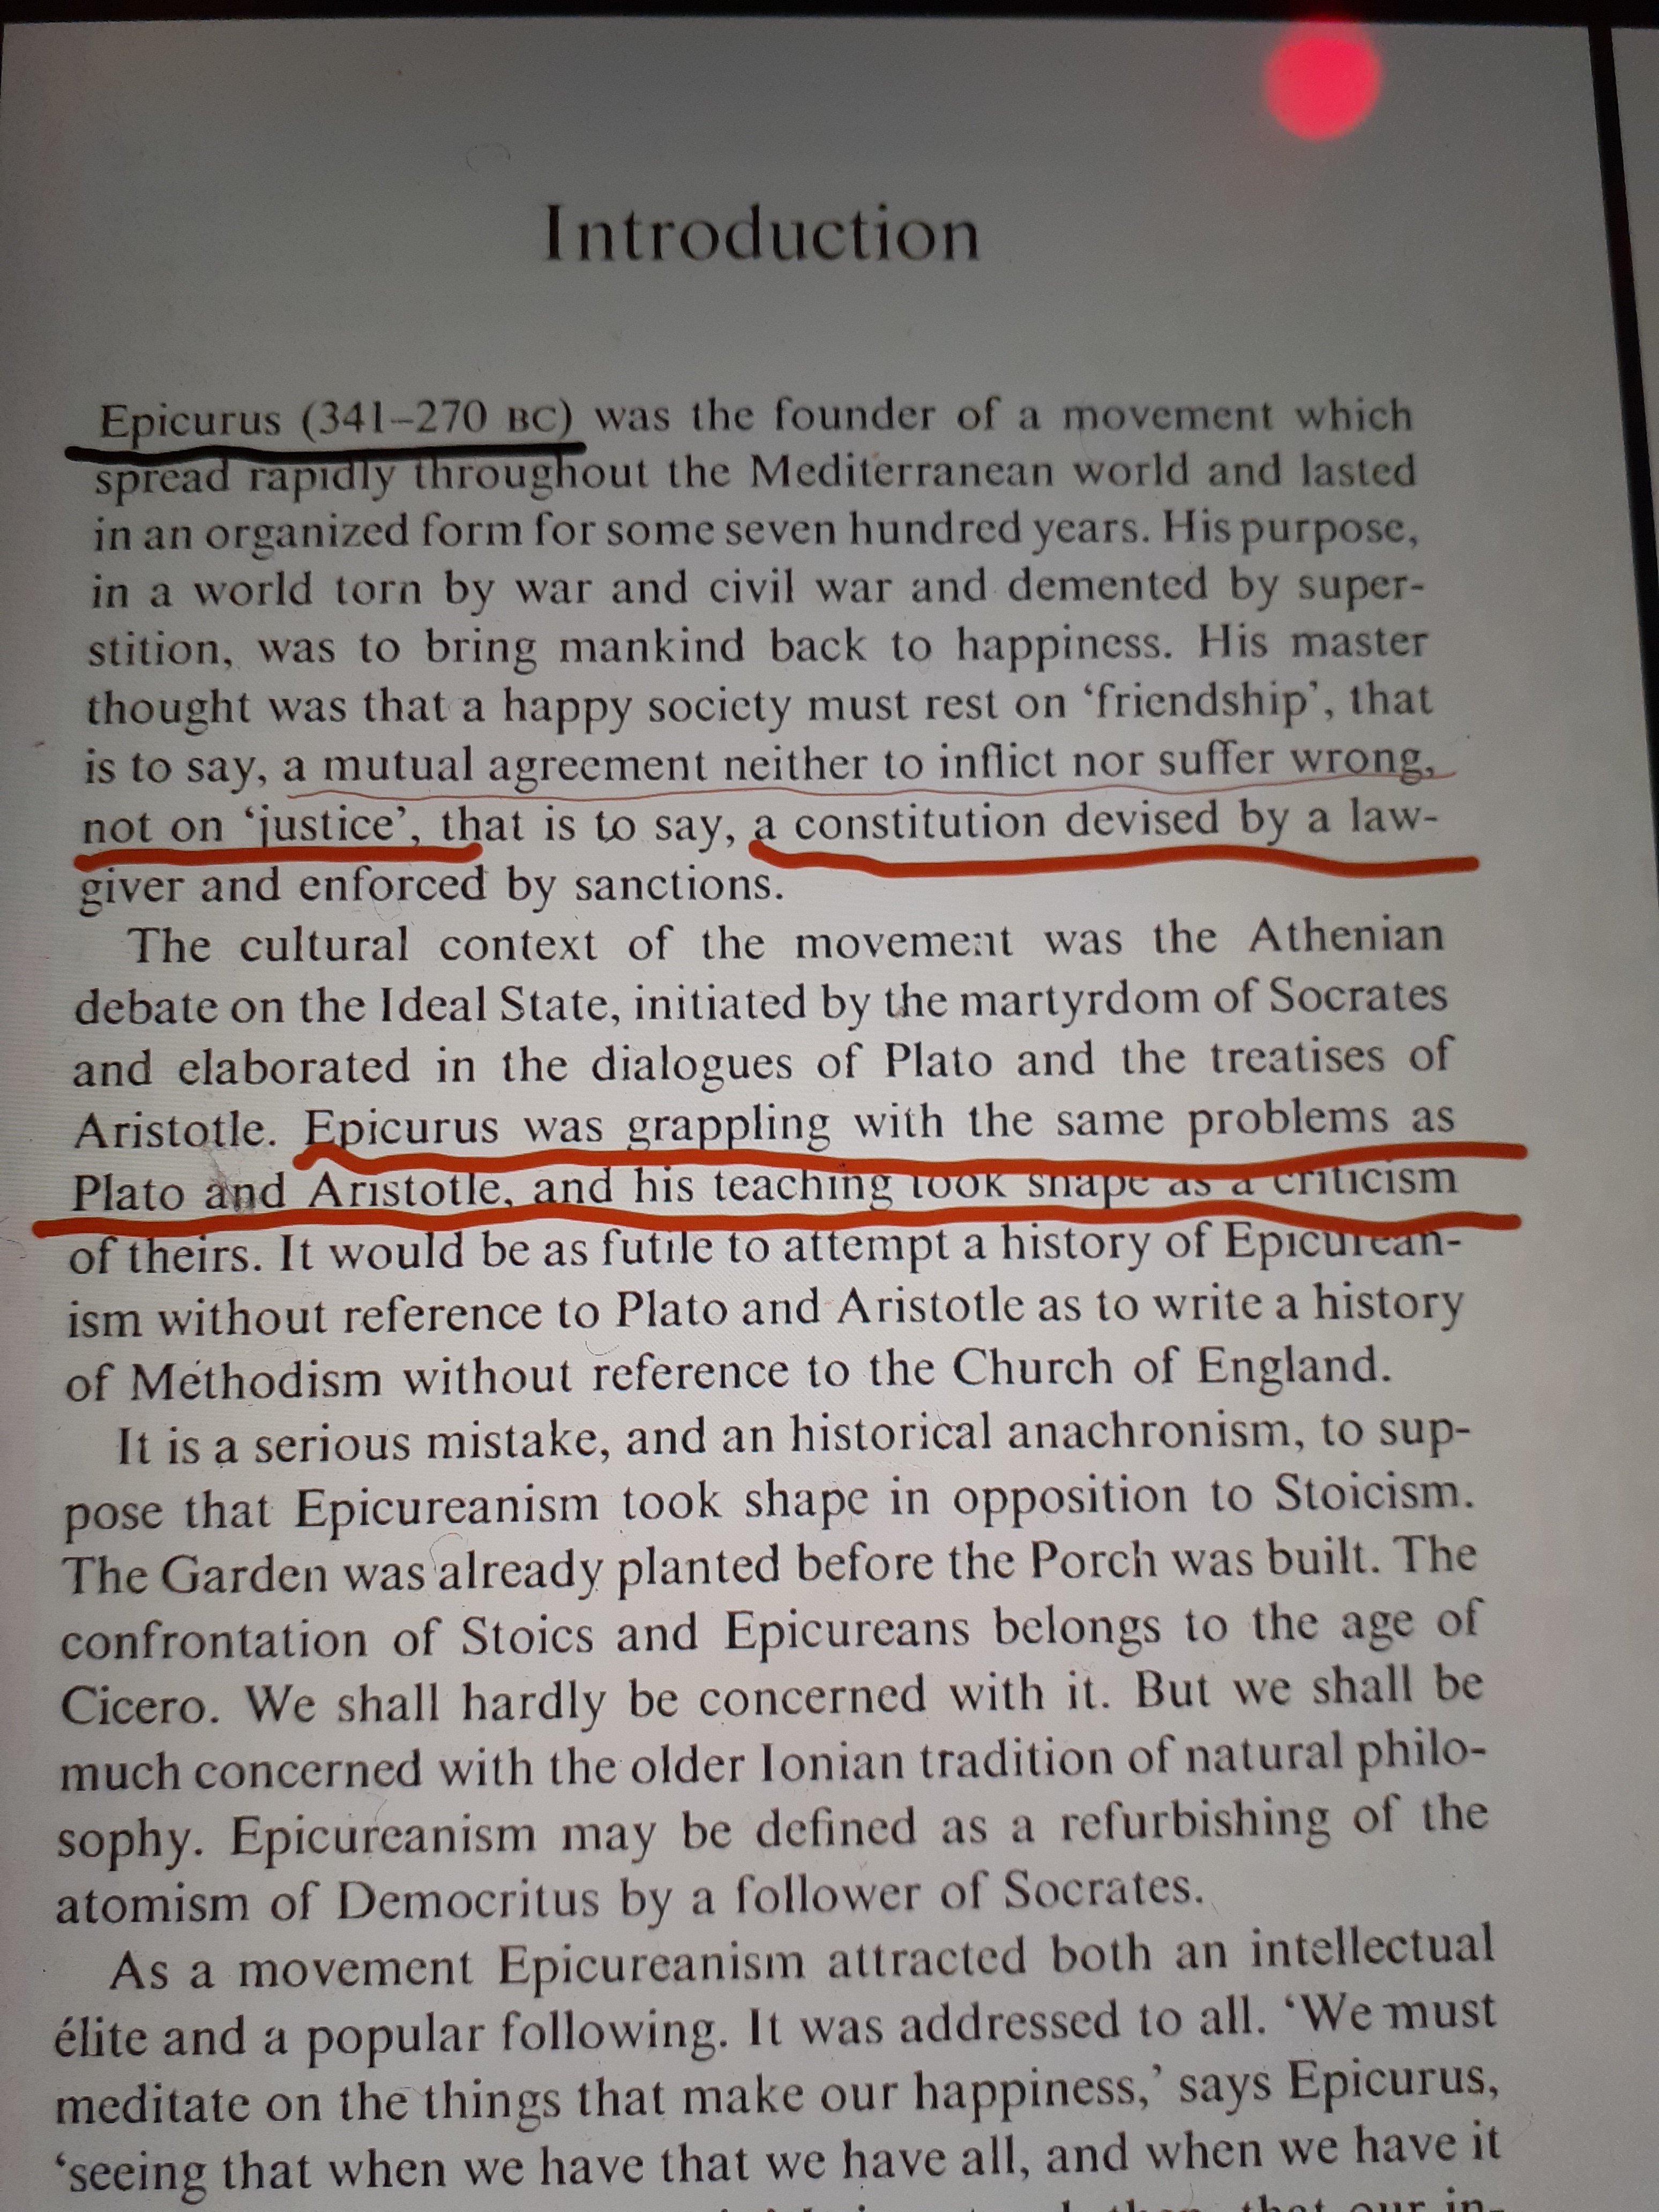 Introduction
Epicurus (341–270 BC) was the founder of a movement which
spread rapidly throughout the Mediterranean world and lasted
in an organized form for some seven hundred years. His purpose,
in a world torn by war and civil war and demented by super-
stition, was to bring mankind back to happiness. His master
thought was that a happy society must rest on ‘friendship’, that
is to say, a mutual agreement neither to inflict nor suffer wrong,
not on ‘justice’, that is to say, a constitution devised by a law-
giver and enforced by sanctions.
The cultural context of the movement was the Athenian
debate on the Ideal State, initiated by the martyrdom of Socrates
and elaborated in the dialogues of Plato and the treatises of
Aristotle. Epicurus was grappling with the same problems as
Plato and Aristotle, and his teaching took shape as a criticism
of theirs. It would be as futile to attempt a history of Epicurean-
ism without reference to Plato and Aristotle as to write a history
of Methodism without reference to the Church of England.
It is a serious mistake, and an historical anachronism, to sup-
pose that Epicureanism took shape in opposition to Stoicism.
The Garden was already planted before the Porch was built. The
confrontation of Stoics and Epicureans belongs to the age of
Cicero. We shall hardly be concerned with it. But we shall be
much concerned with the older Ionian tradition of natural philo-
sophy. Epicureanism may be defined as a refurbishing of the
atomism of Democritus by a follower of Socrates.
As a movement Epicureanism attracted both an intellectual
élite and a popular following. It was addressed to all. ‘We must
meditate on the things that make our happiness,’ says Epicurus,
‘seeing that when we have that we have all, and when we have it
that our in-